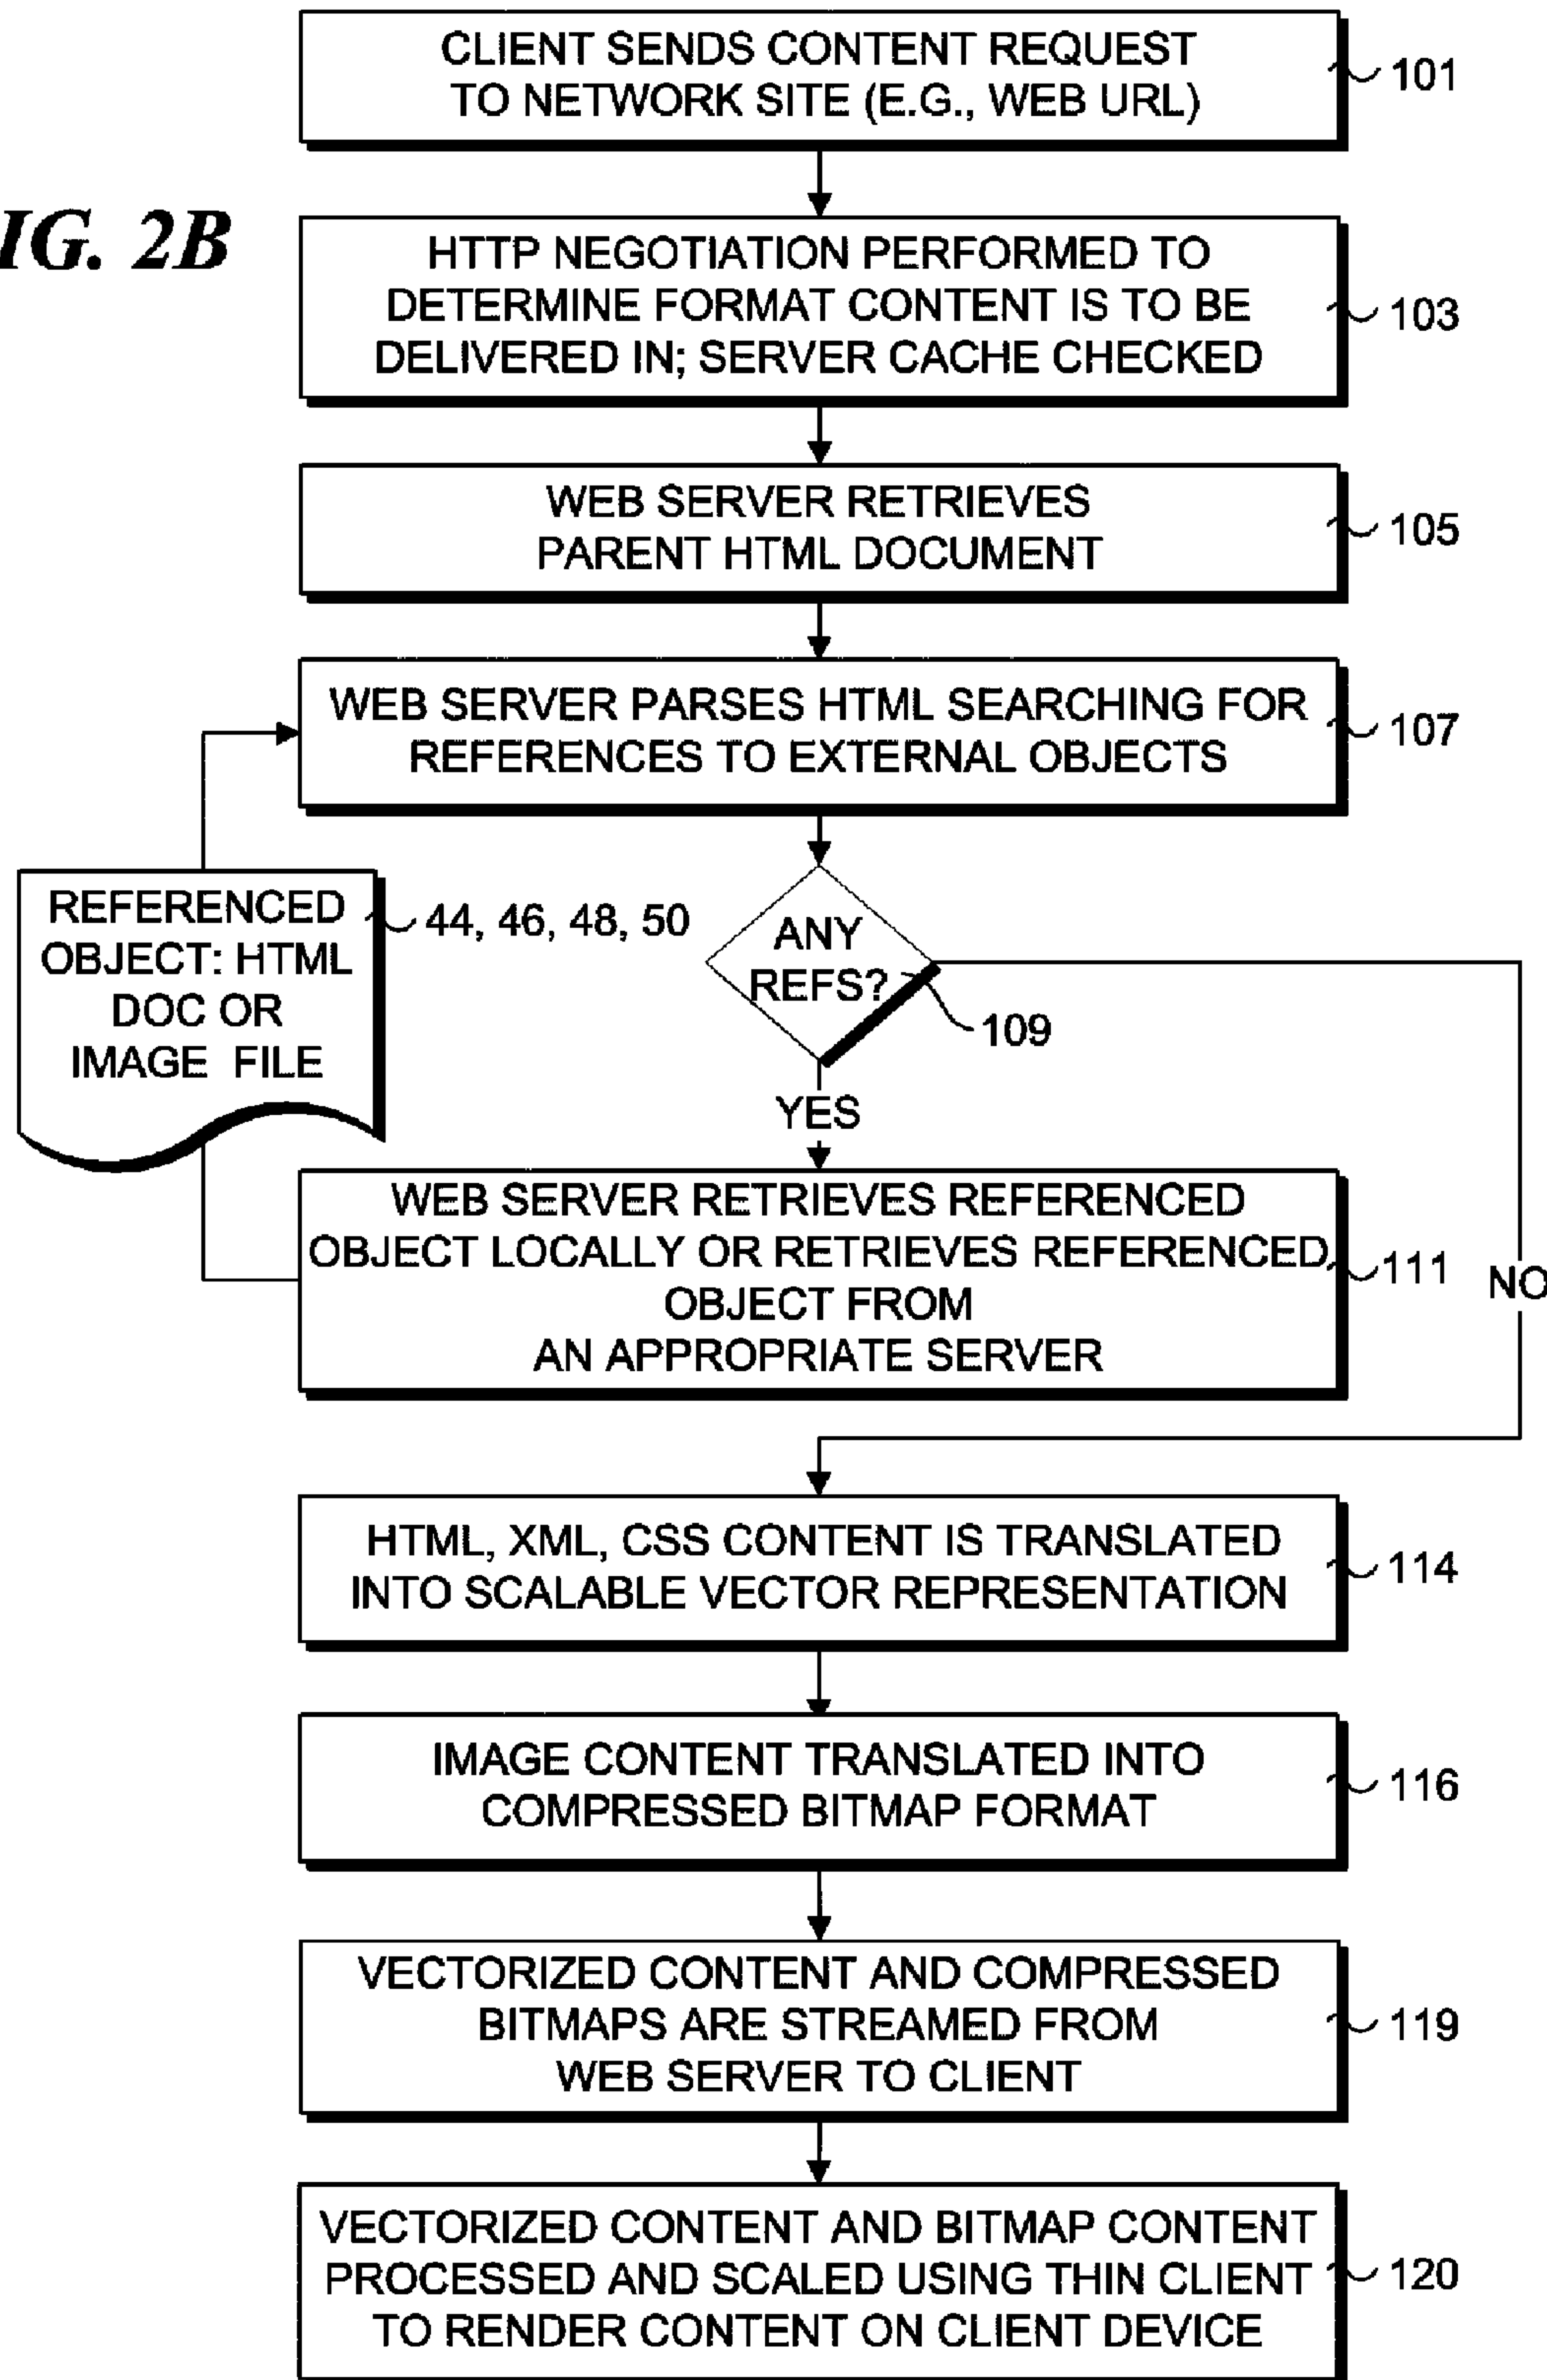 CLIENT SENDS CONTENT REQUEST
TO NETWORK SITE (E.G., WEB URL)
101
IG. 2B
HTTP NEGOTIATION PERFORMED TO
DETERMINE FORMAT CONTENT IS TO BE
DELIVERED IN; SERVER CACHE CHECKED
103
WEB SERVER RETRIEVES
PARENT HTML DOCUMENT
105
WEB SERVER PARSES HTML SEARCHING FOR
REFERENCES TO EXTERNAL OBJECTS
107
REFERENCED
OBJECT: HTML
DOC OR
IMAGE FILE
44, 46, 48, 50
ANY
REFS?
109
YES
WEB SERVER RETRIEVES REFERENCED
OBJECT LOCALLY OR RETRIEVES REFERENCED
OBJECT FROM
AN APPROPRIATE SERVER
111
NO
HTML, XML, CSS CONTENT IS TRANSLATED
INTO SCALABLE VECTOR REPRESENTATION
114
IMAGE CONTENT TRANSLATED INTO
COMPRESSED BITMAP FORMAT
116
VECTORIZED CONTENT AND COMPRESSED
BITMAPS ARE STREAMED FROM
WEB SERVER TO CLIENT
119
VECTORIZED CONTENT AND BITMAP CONTENT
PROCESSED AND SCALED USING THIN CLIENT
TO RENDER CONTENT ON CLIENT DEVICE
120